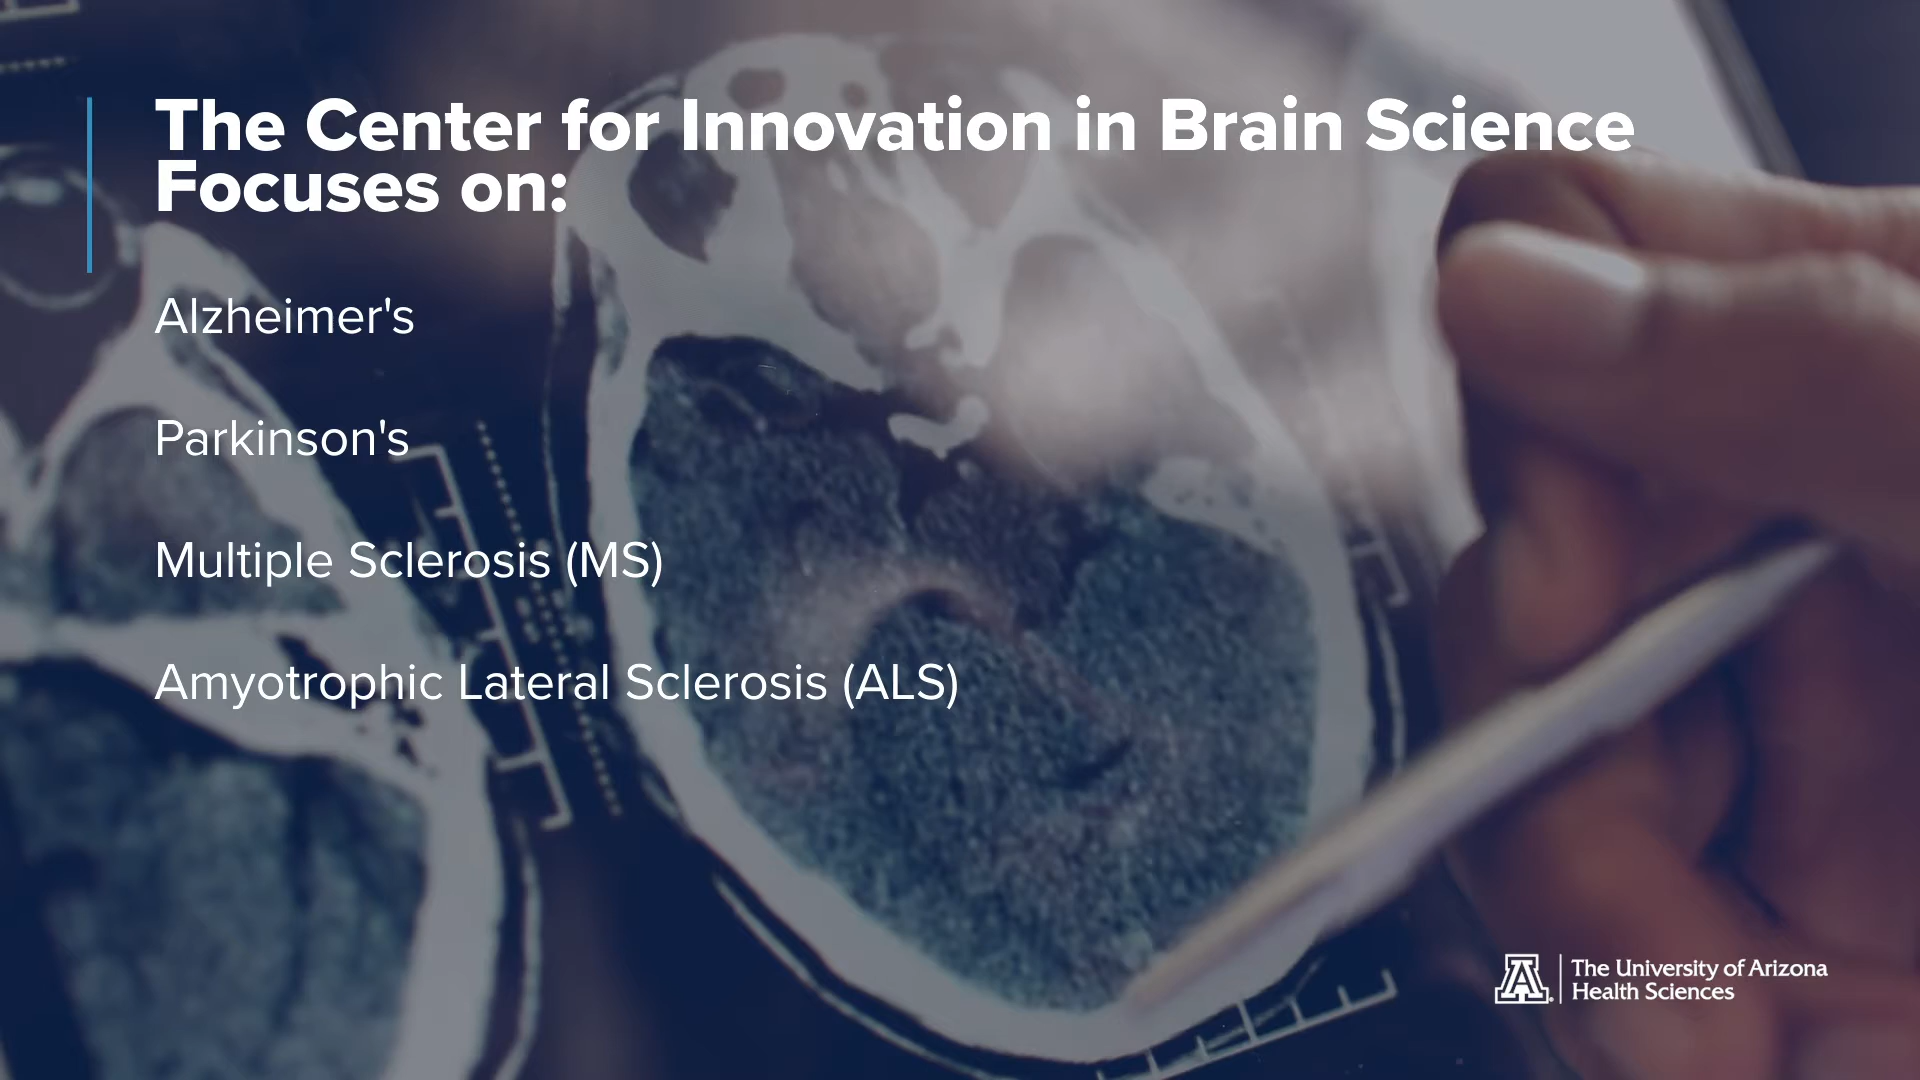 The Center for Innovation in Brain Science
Focuses on:
Alzheimer's
Parkinson's
Multiple Sclerosis (MS)
Amyotrophic Lateral Sclerosis (ALS)
A
The University of Arizona
Health Sciences